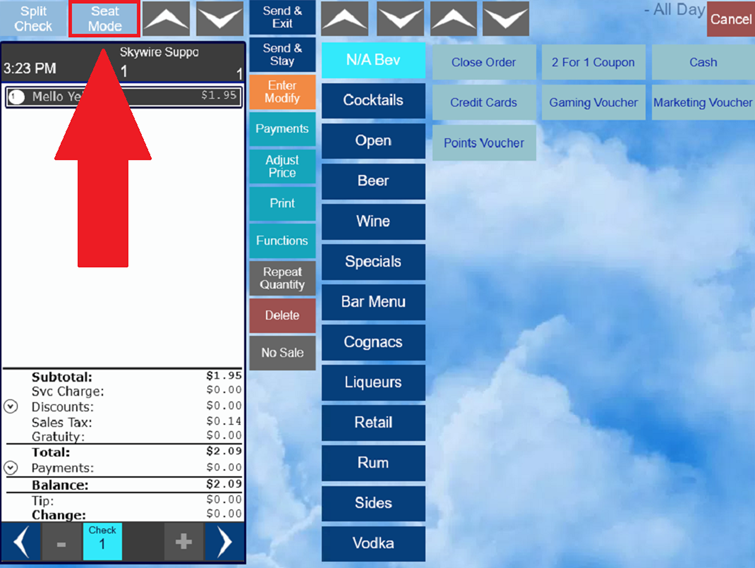 Split
Check
Seat
Mode
Send &
Exit
- All Day
Cancel
Skywire Suppo
3:23 PM
1
1
1
Mello Ye
$1.95
Subtotal: $1.95
Svc Charge: $0.00
Discounts: $0.00
Sales Tax: $0.14
Gratuity: $0.00
Total: $2.09
Payments: $0.00
Balance: $2.09
Tip: $0.00
Change: $0.00
-
Check
1
+
Send &
Stay
Enter
Modify
Payments
Adjust
Price
Print
Functions
Repeat
Quantity
Delete
No Sale
N/A Bev
Cocktails
Open
Beer
Wine
Specials
Bar Menu
Cognacs
Liqueurs
Retail
Rum
Sides
Vodka
Close Order
2 For 1 Coupon
Cash
Credit Cards
Gaming Voucher
Marketing Voucher
Points Voucher